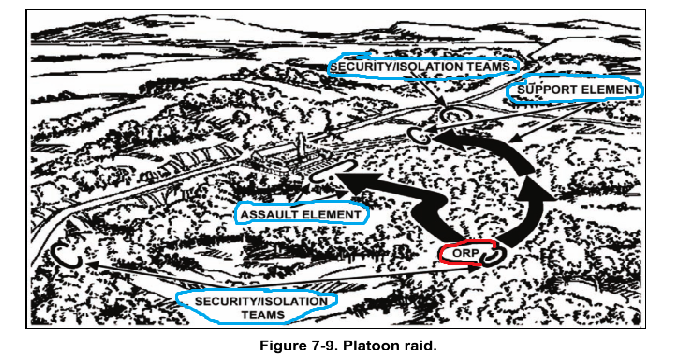 SECURITY/ISOLATION TEAMS
SUPPORT ELEMENT
ASSAULT ELEMENT
ORP
SECURITY/ISOLATION
TEAMS
Figure 7-9. Platoon raid.